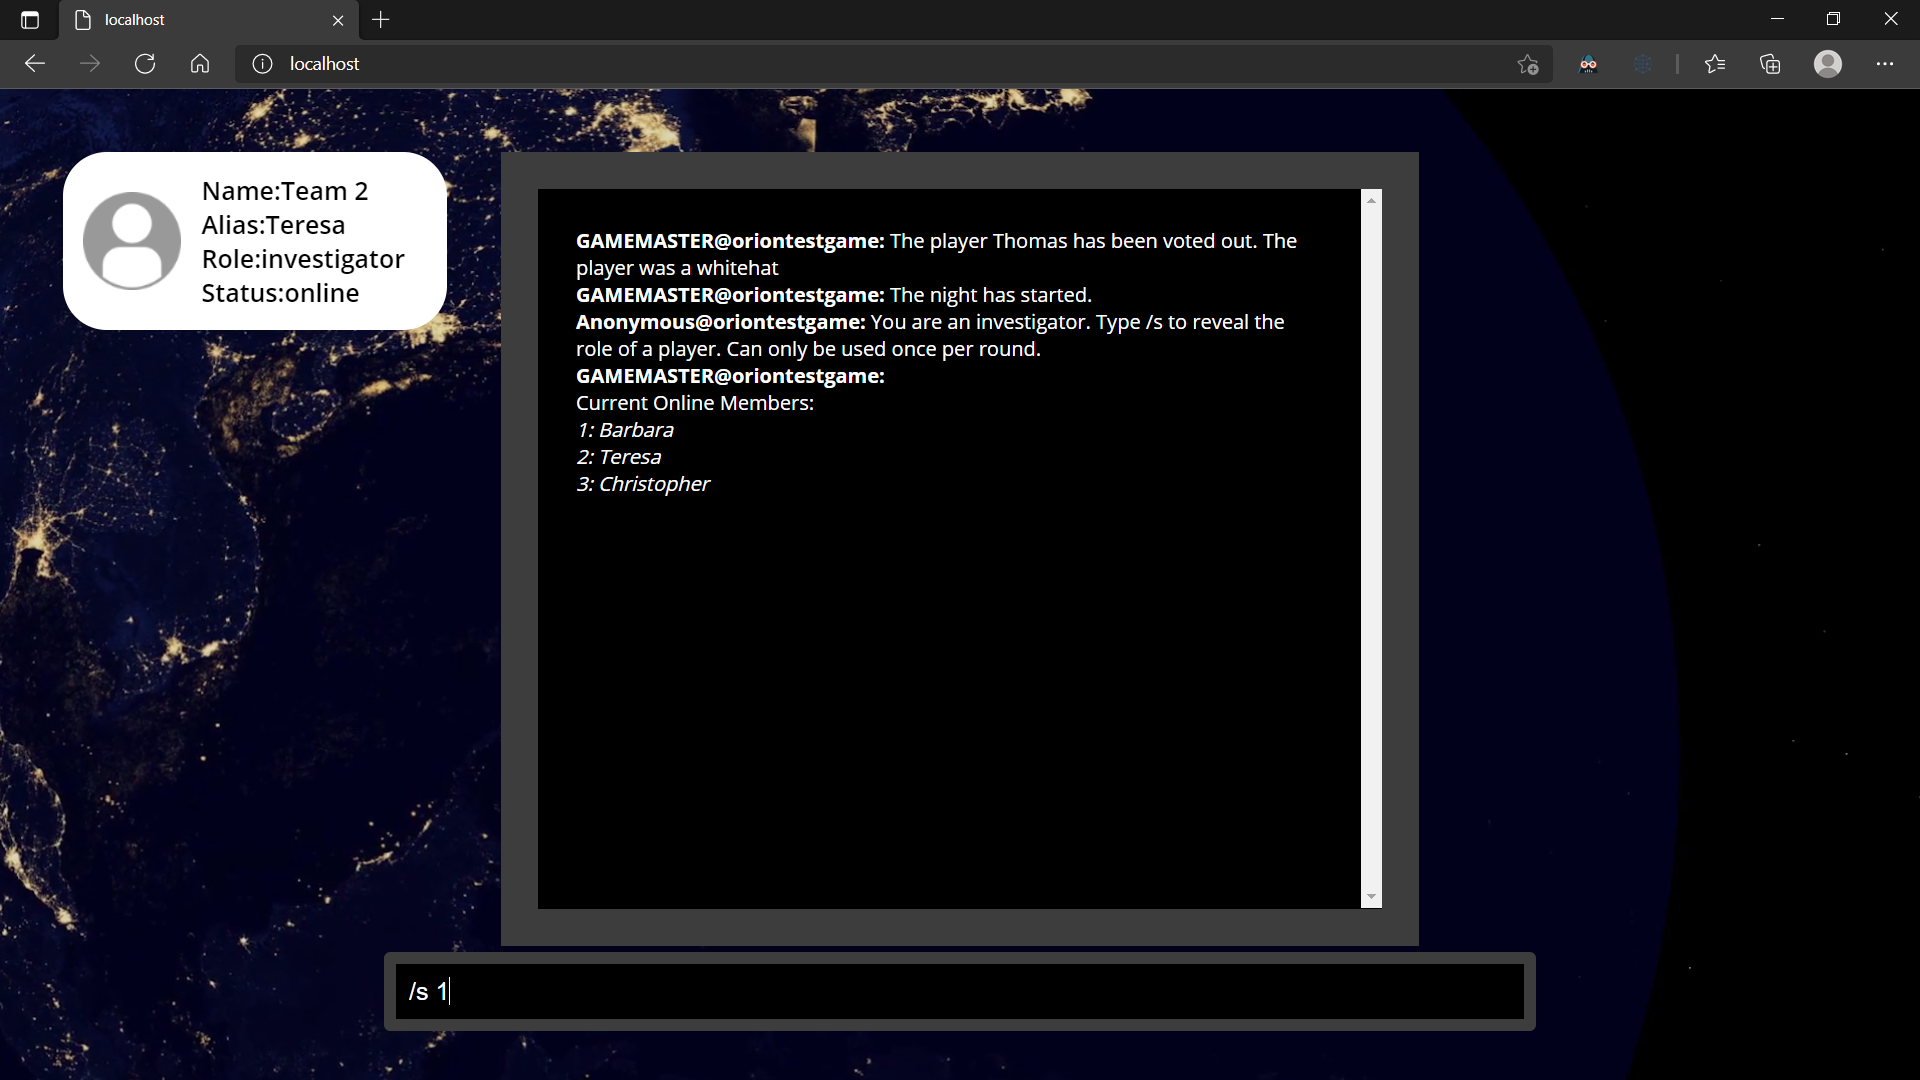 localhost
localhost
Name:Team 2
Alias:Teresa
Role:investigator
Status:online
GAMEMASTER@oriontestgame: The player Thomas has been voted out. The
player was a whitehat
GAMEMASTER@oriontestgame: The night has started.
Anonymous@oriontestgame: You are an investigator. Type /s to reveal the
role of a player. Can only be used once per round.
GAMEMASTER@oriontestgame:
Current Online Members:
1: Barbara
2: Teresa
3: Christopher
/s 1